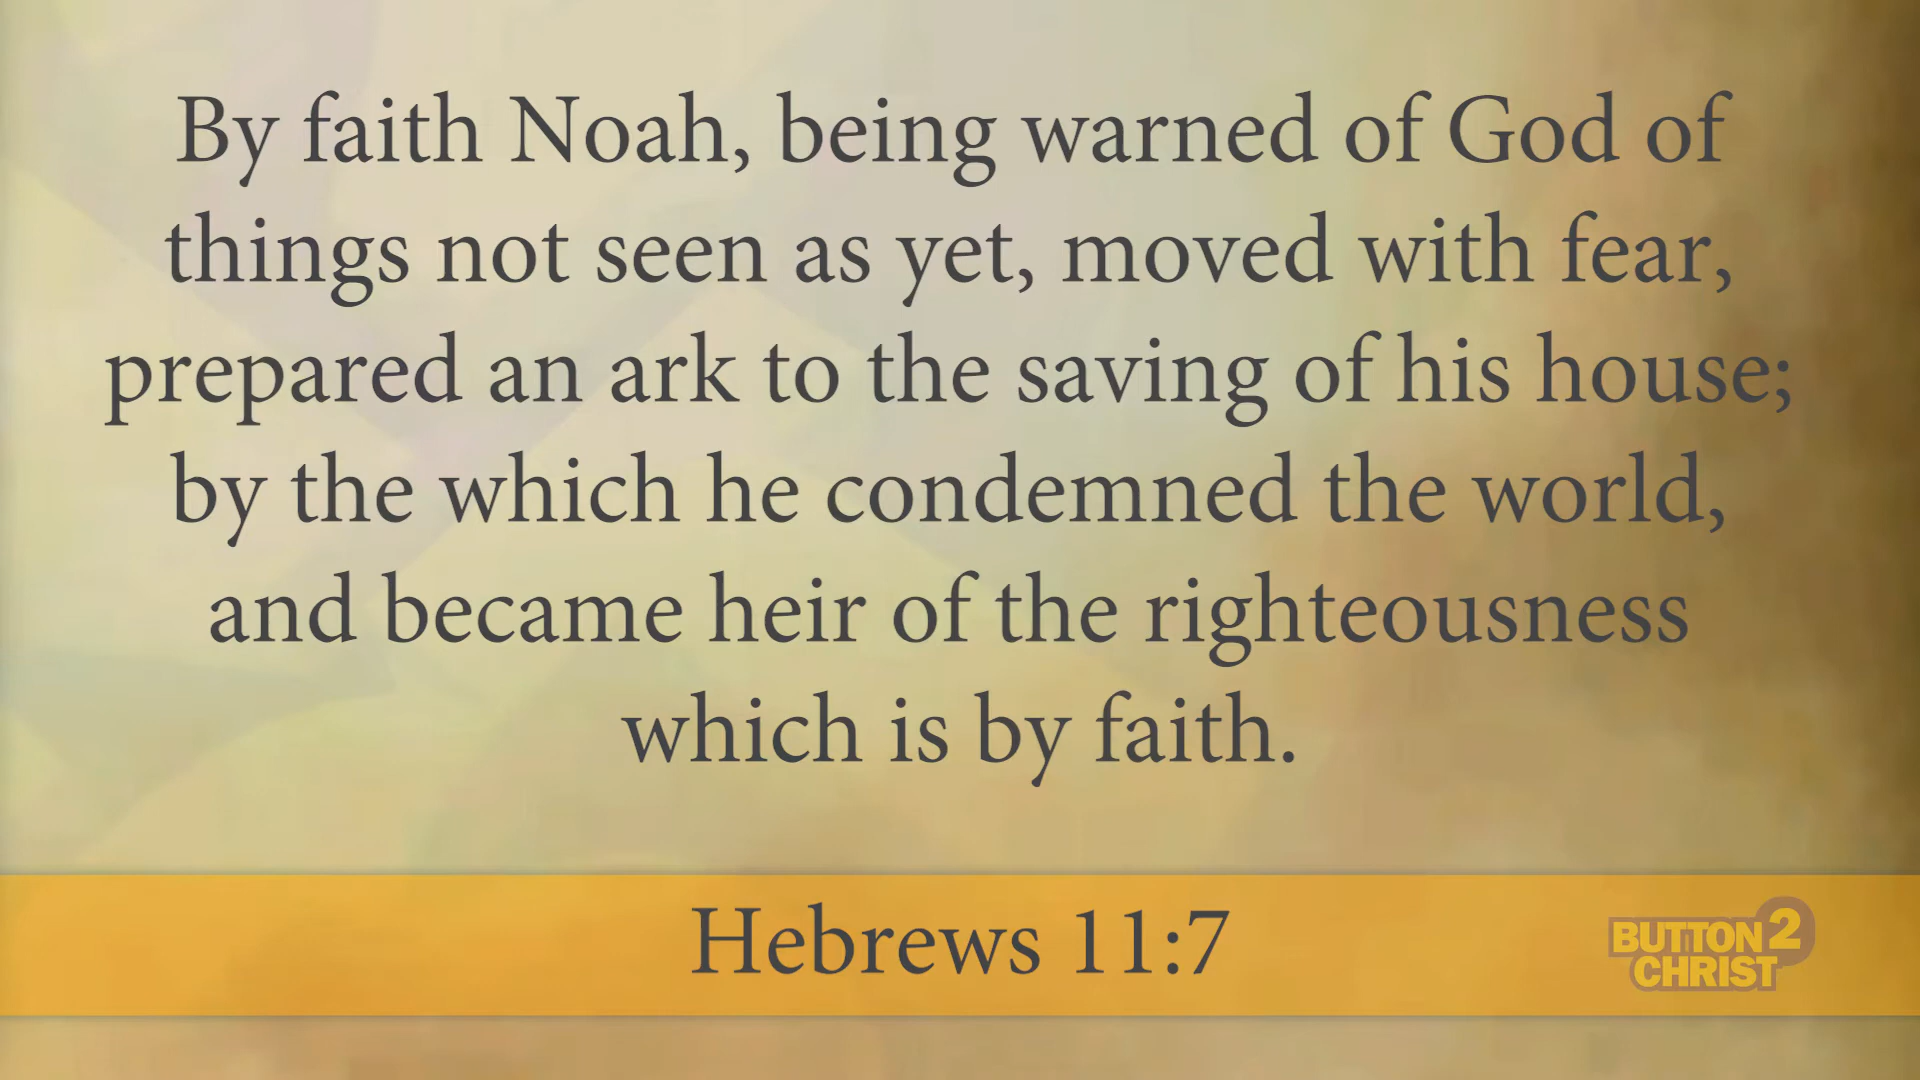 By faith Noah, being warned of God of
things not seen as yet, moved with fear,
prepared an ark to the saving of his house;
by the which he condemned the world,
and became heir of the righteousness
which is by faith.
Hebrews 11:7
BUTTON 2
CHRIST